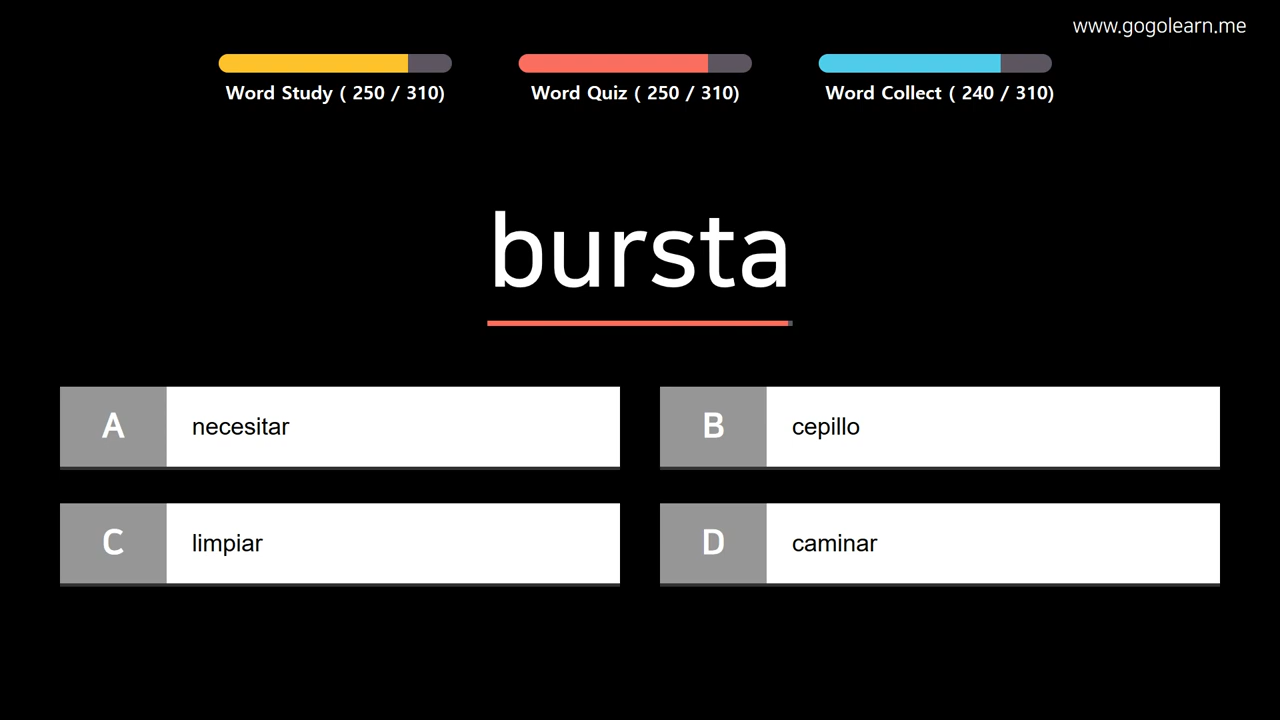 www.gogolearn.me
Word Study ( 250 / 310)
Word Quiz ( 250 / 310)
Word Collect ( 240 / 310)
bursta
A necesitar
B cepillo
C limpiar
D caminar